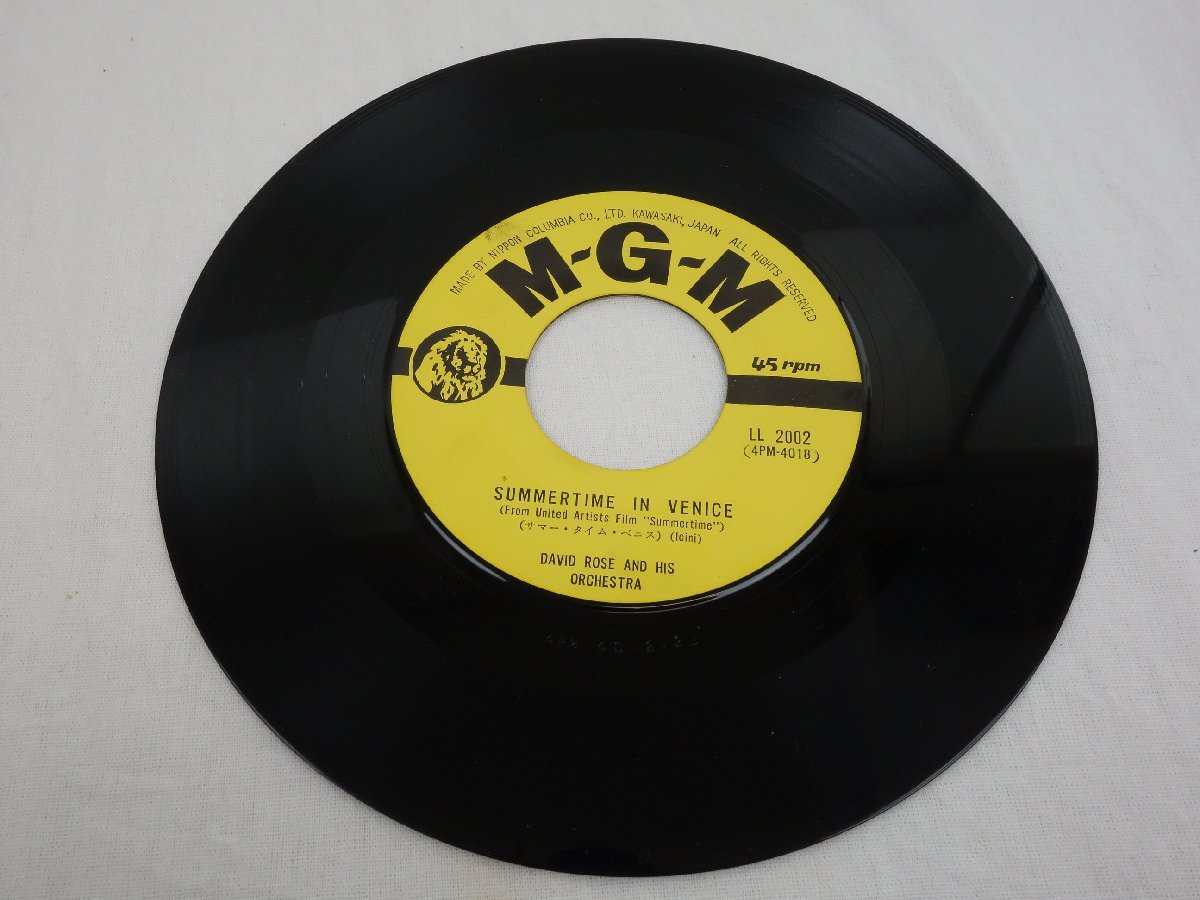 MADE BY NIPPON COLUMBIA CO., LTD. KAWASAKI, JAPAN ALL RIGHTS RESERVED
M-G-M
45 rpm
LL 2002
(4PM-4018)
SUMMERTIME IN VENICE
(From United Artists Film "Summertime")
(サマー・タイム・ベニス) (Icini)
DAVID ROSE AND HIS
ORCHESTRA